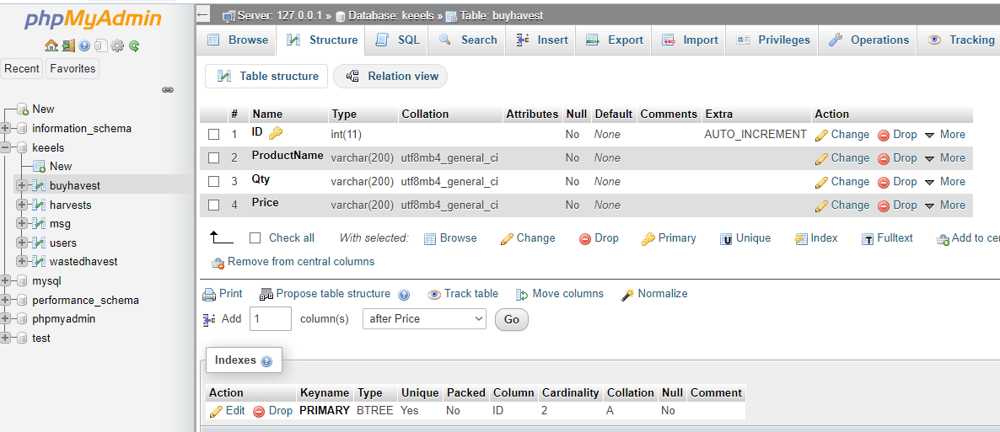 phpMyAdmin
Recent Favorites
New
information_schema
keeels
New
buyhavest
harvests
msg
users
wastedhavest
mysql
performance_schema
phpmyadmin
test
Server: 127.0.0.1 » Database: keeels » Table: buyhavest
Browse Structure SQL Search Insert Export Import Privileges Operations Tracking
Table structure Relation view
# Name Type Collation Attributes Null Default Comments Extra Action
1 ID int(11) No None AUTO_INCREMENT Change Drop More
2 ProductName varchar(200) utf8mb4_general_ci No None Change Drop More
3 Qty varchar(200) utf8mb4_general_ci No None Change Drop More
4 Price varchar(200) utf8mb4_general_ci No None Change Drop More
Check all With selected: Browse Change Drop Primary Unique Index Fulltext Add to ce
Remove from central columns
Print Propose table structure Track table Move columns Normalize
Add 1 column(s) after Price Go
Indexes
Action Keyname Type Unique Packed Column Cardinality Collation Null Comment
Edit Drop PRIMARY BTREE Yes No ID 2 A No